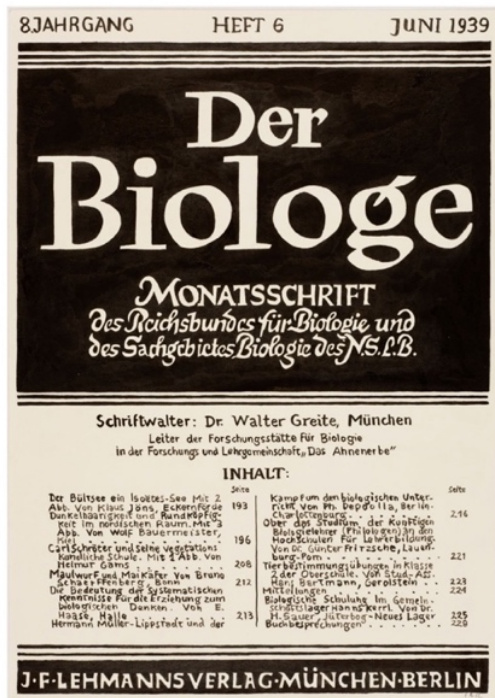 8.JAHRGANG HEFT 6 JUNI 1939
Der
Biologe
MONATSSCHRIFT
des Reichsbundes für Biologie und
des Sachgebietes Biologie des N.S.L.B.
Schriftwalter: Dr. Walter Greite, München
Leiter der Forschungsstätte für Biologie
in der Forschungs und Lehrgemeinschaft „Das Ahnenerbe"
INHALT:
Seite
Der Bültsee ein Isoëtes-See Mit 2
Abb. Von Klaus Jöns, Eckernförde 193
Dunkelhaarigkeit und Rundköpfig-
keit im nordischen Raum. Mit 3
Abb. Von Wolf Bauermeister,
Kiel 196
Carl Schröter und seine Vegetations
Kundliche Schule. Mit 1 Abb. Von
Helmut Gams 208
Maulwurf und Maikäfer Von Bruno
Schaerffenberg, Bonn 212
Die Bedeutung der Systematischen
Kenntnisse für die Erziehung zum
biologischen Denken. Von E.
Haase, Halle 213
Hermann Müller-Lippstadt und der
Seite
Kampf um den biologischen Unter-
richt Von Ph. Depdolla, Berlin-
Charlottenburg 216
Über das Studium der Künftigen
Biologielehrer (Philologen) an den
Hochschulen Für Lehrerbildung.
Von Dr. Günter Fritzsche, Lauen-
burg-Pom 221
Tierbestimmungsübungen in Klasse
2 der Oberschule. Von Stud.-Ass.
Hans Bertmann, Gerolstein 223
Mitteilungen 224
Biologische Schulung im Gemein-
schaftslager Hanns Kerrl. Von Dr.
H. Sauer, Jüterbog-Neues Lager 225
Buchbesprechungen 229
J·F·LEHMANNS VERLAG·MÜNCHEN·BERLIN